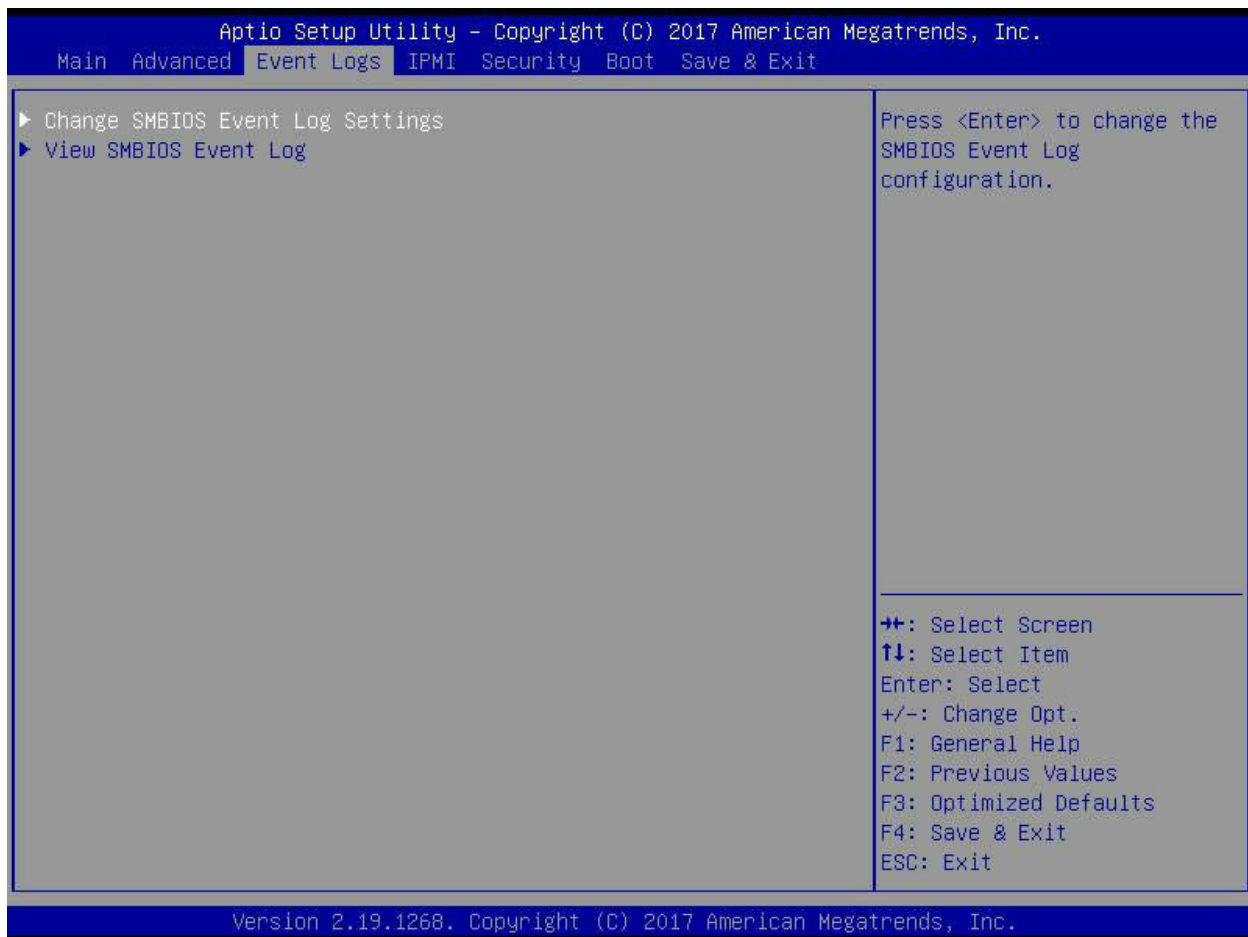 Aptio Setup Utility – Copyright (C) 2017 American Megatrends, Inc.
Main Advanced Event Logs IPMI Security Boot Save & Exit
▶ Change SMBIOS Event Log Settings
▶ View SMBIOS Event Log
Press <Enter> to change the
SMBIOS Event Log
configuration.
→←: Select Screen
↑↓: Select Item
Enter: Select
+/-: Change Opt.
F1: General Help
F2: Previous Values
F3: Optimized Defaults
F4: Save & Exit
ESC: Exit
Version 2.19.1268. Copyright (C) 2017 American Megatrends, Inc.